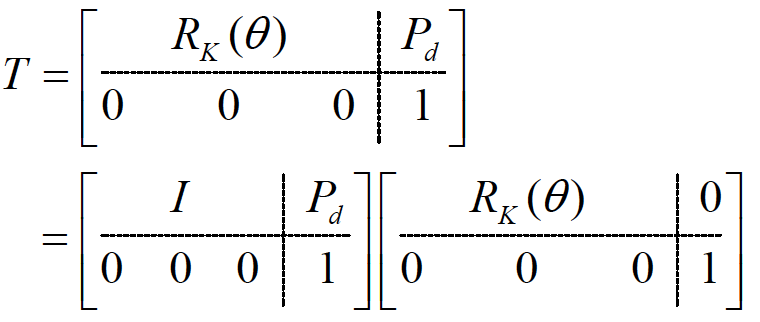 T = [ R_K(θ) P_d
0 0 0 1 ]
= [ I P_d ] [ R_K(θ) 0
0 0 0 1 ] [ 0 0 0 1 ]